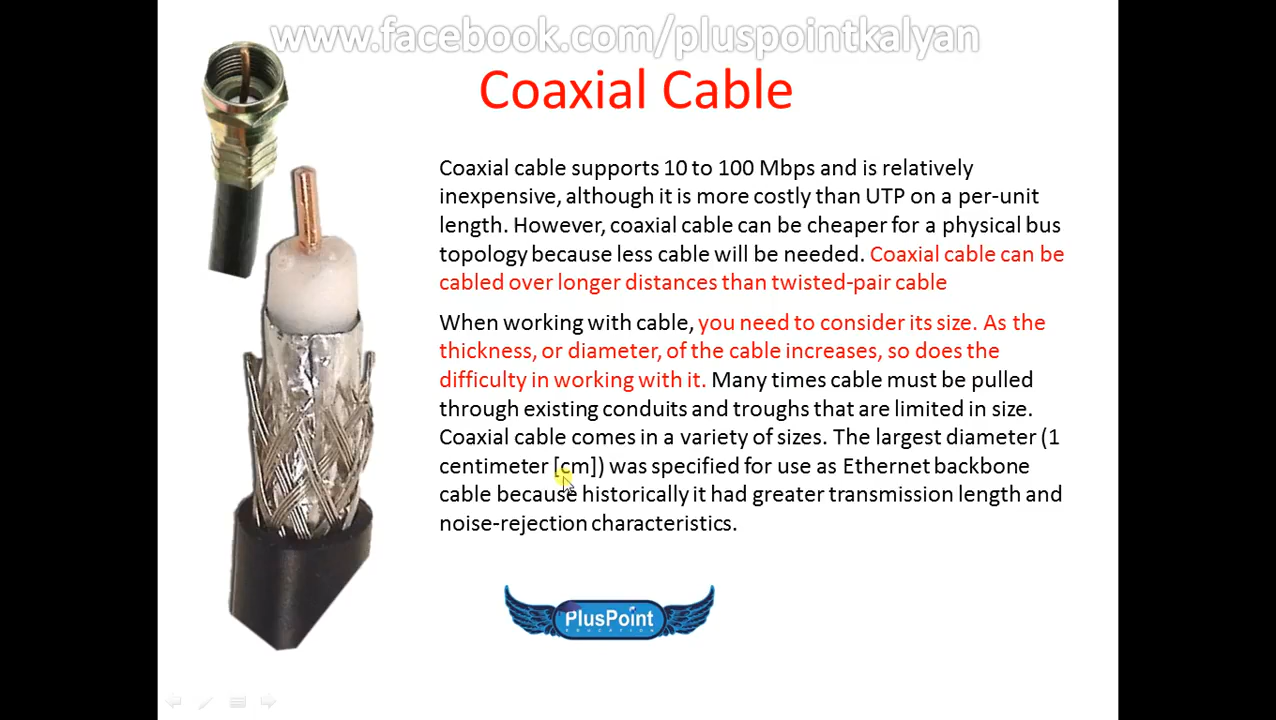 www.facebook.com/pluspointkalyan
Coaxial Cable
Coaxial cable supports 10 to 100 Mbps and is relatively
inexpensive, although it is more costly than UTP on a per-unit
length. However, coaxial cable can be cheaper for a physical bus
topology because less cable will be needed. Coaxial cable can be
cabled over longer distances than twisted-pair cable
When working with cable, you need to consider its size. As the
thickness, or diameter, of the cable increases, so does the
difficulty in working with it. Many times cable must be pulled
through existing conduits and troughs that are limited in size.
Coaxial cable comes in a variety of sizes. The largest diameter (1
centimeter [cm]) was specified for use as Ethernet backbone
cable because historically it had greater transmission length and
noise-rejection characteristics.
PlusPoint
EDUCATION